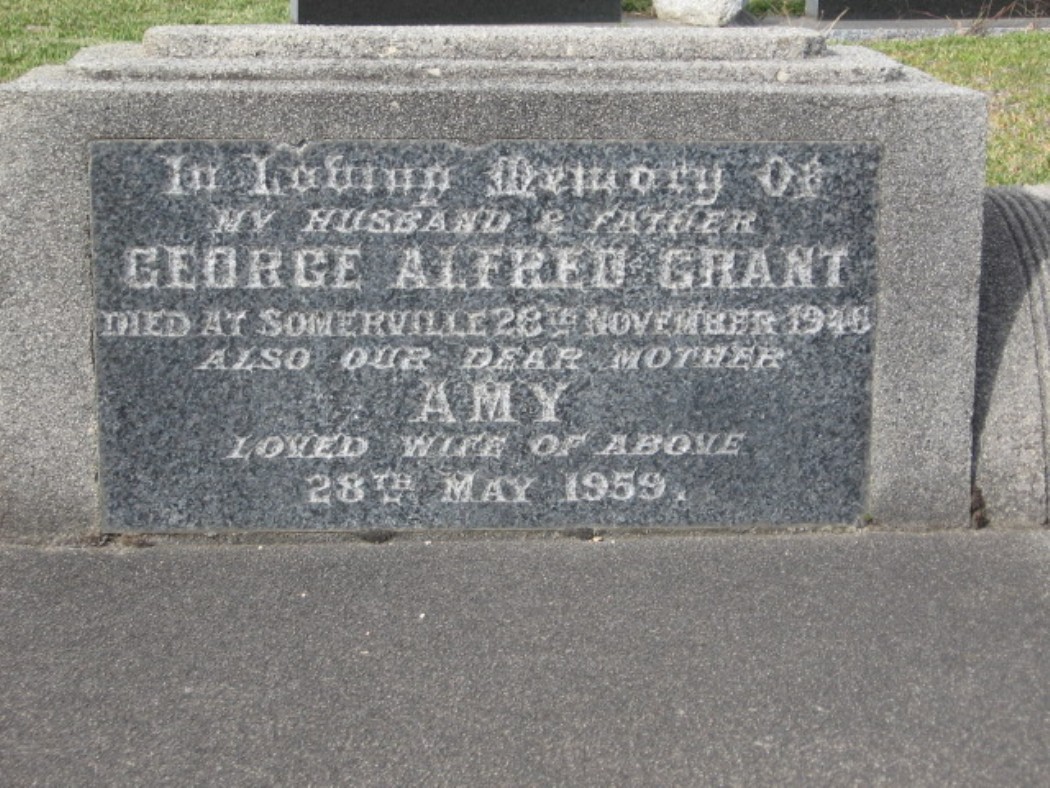 In Loving Memory Of
MY HUSBAND & FATHER
GEORGE ALFRED GRANT
DIED AT SOMERVILLE 28TH NOVEMBER
ALSO OUR DEAR MOTHER
AMY
LOVED WIFE OF ABOVE
28TH MAY 1959.